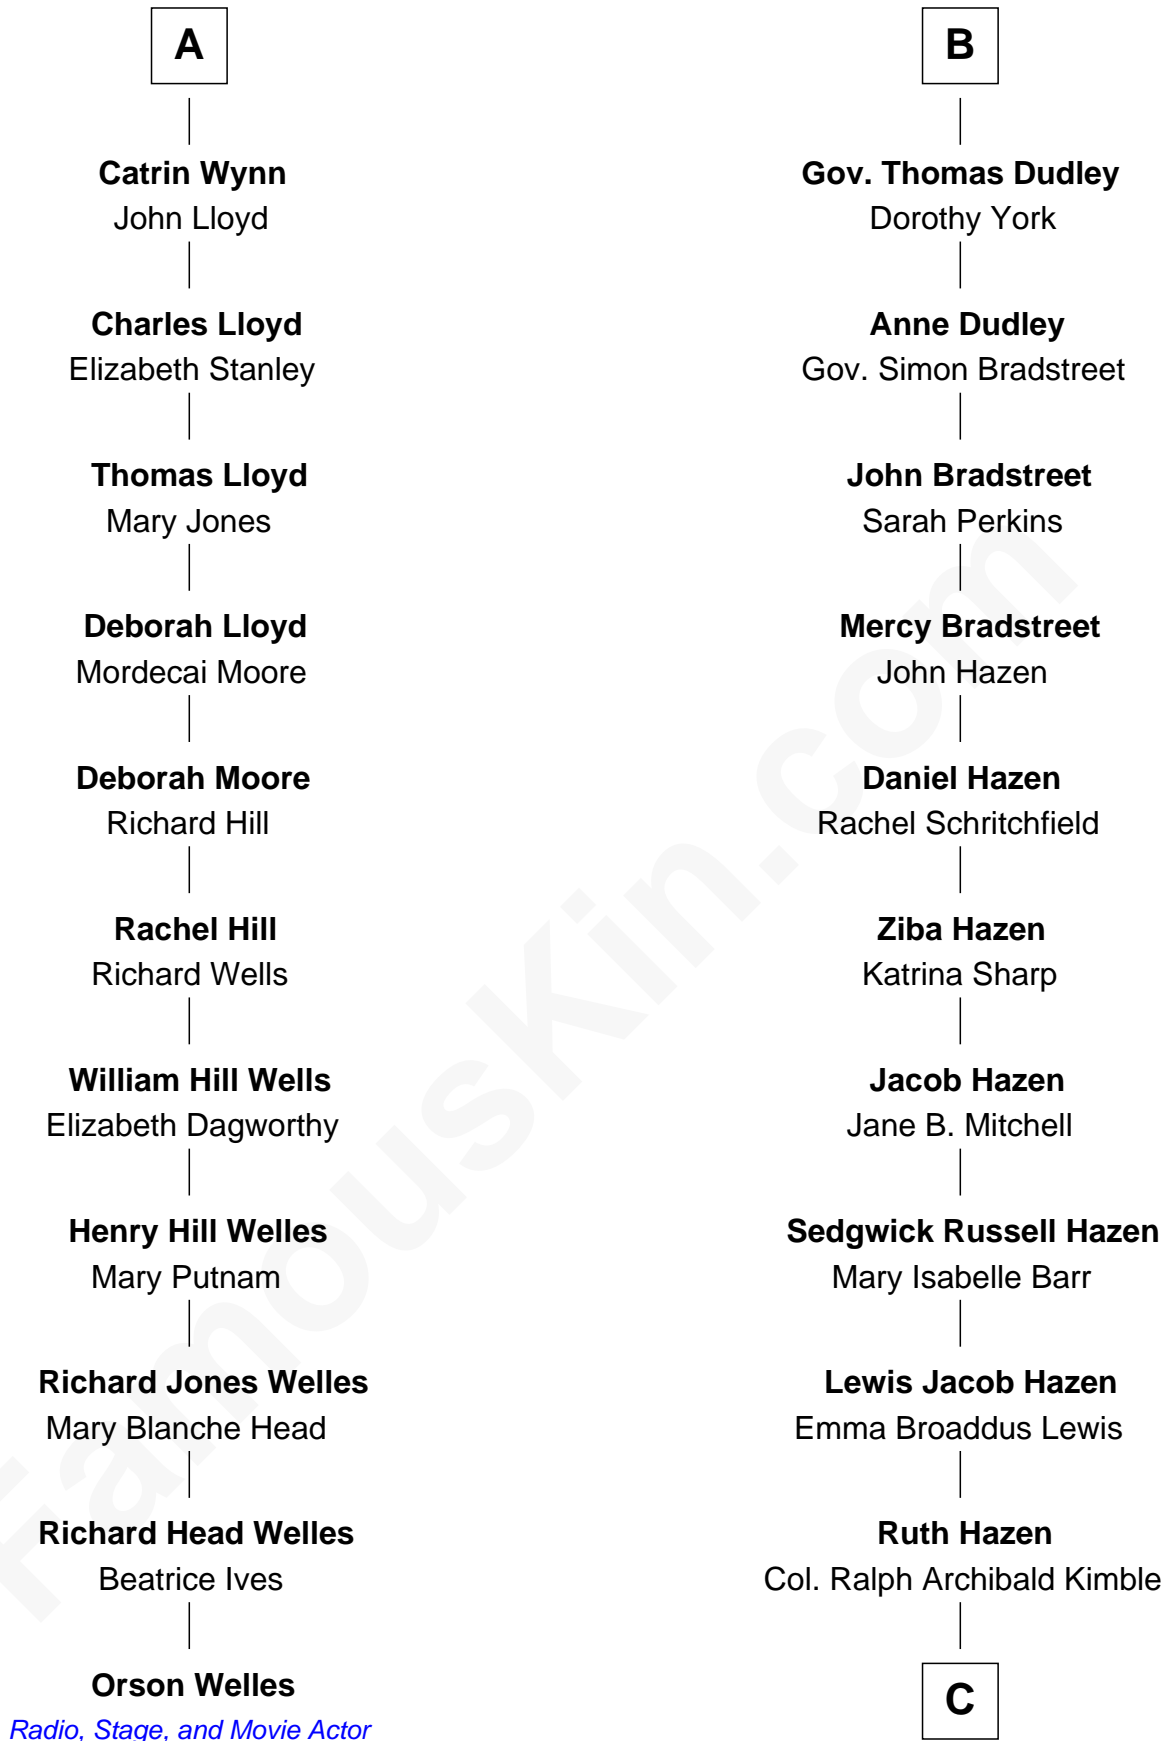 A
Catrin Wynn
John Lloyd
Charles Lloyd
Elizabeth Stanley
Thomas Lloyd
Mary Jones
Deborah Lloyd
Mordecai Moore
Deborah Moore
Richard Hill
Rachel Hill
Richard Wells
William Hill Wells
Elizabeth Dagworthy
Henry Hill Welles
Mary Putnam
Richard Jones Welles
Mary Blanche Head
Richard Head Welles
Beatrice Ives
Orson Welles
Radio, Stage, and Movie Actor
B
Gov. Thomas Dudley
Dorothy York
Anne Dudley
Gov. Simon Bradstreet
John Bradstreet
Sarah Perkins
Mercy Bradstreet
John Hazen
Daniel Hazen
Rachel Schritchfield
Ziba Hazen
Katrina Sharp
Jacob Hazen
Jane B. Mitchell
Sedgwick Russell Hazen
Mary Isabelle Barr
Lewis Jacob Hazen
Emma Broaddus Lewis
Ruth Hazen
Col. Ralph Archibald Kimble
C
FamousKin.com